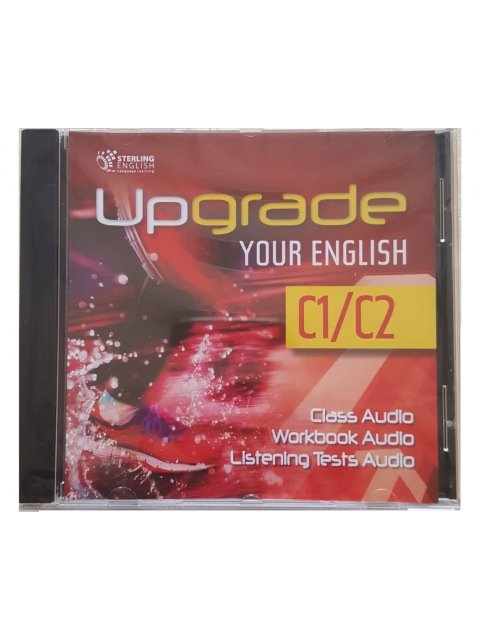 STERLING
ENGLISH
Language Learning
Upgrade
YOUR ENGLISH
C1/C2
Class Audio
Workbook Audio
Listening Tests Audio